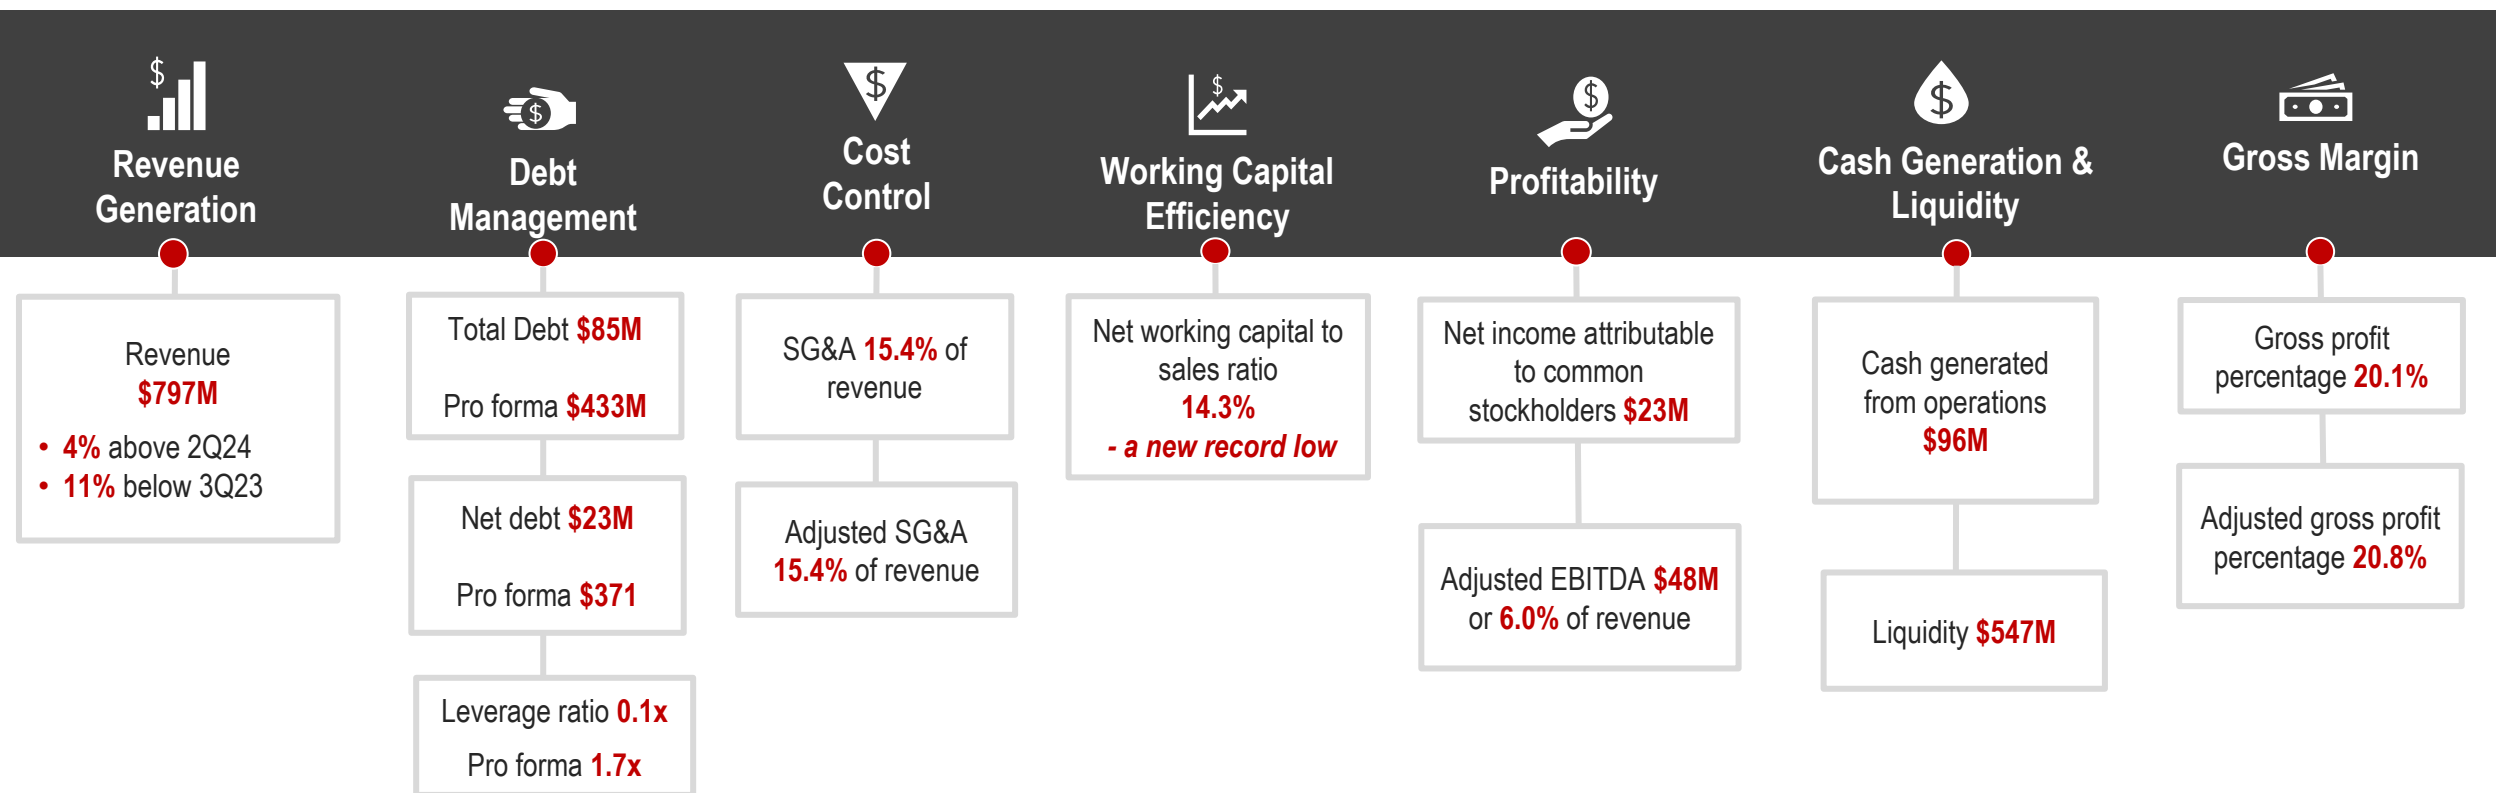 Revenue
Generation
Revenue
$797M
• 4% above 2Q24
• 11% below 3Q23
Debt
Management
Total Debt $85M
Pro forma $433M
Net debt $23M
Pro forma $371
Leverage ratio 0.1x
Pro forma 1.7x
Cost
Control
SG&A 15.4% of
revenue
Adjusted SG&A
15.4% of revenue
Working Capital
Efficiency
Net working capital to
sales ratio
14.3%
- a new record low
Profitability
Net income attributable
to common
stockholders $23M
Adjusted EBITDA $48M
or 6.0% of revenue
Cash Generation &
Liquidity
Cash generated
from operations
$96M
Liquidity $547M
Gross Margin
Gross profit
percentage 20.1%
Adjusted gross profit
percentage 20.8%